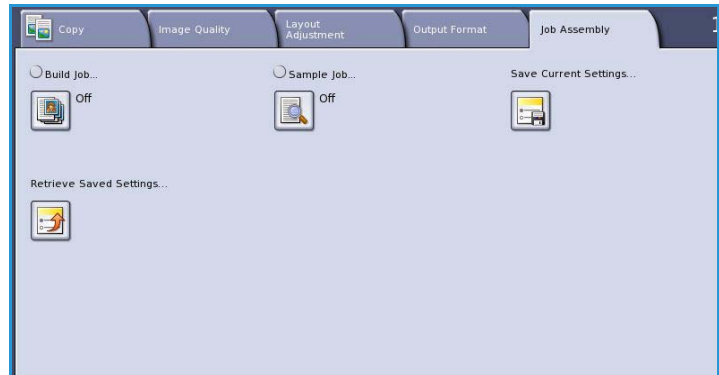 Copy
Image Quality
Layout
Adjustment
Output Format
Job Assembly
1
Build Job...
Off
Sample Job...
Off
Save Current Settings...
Retrieve Saved Settings...